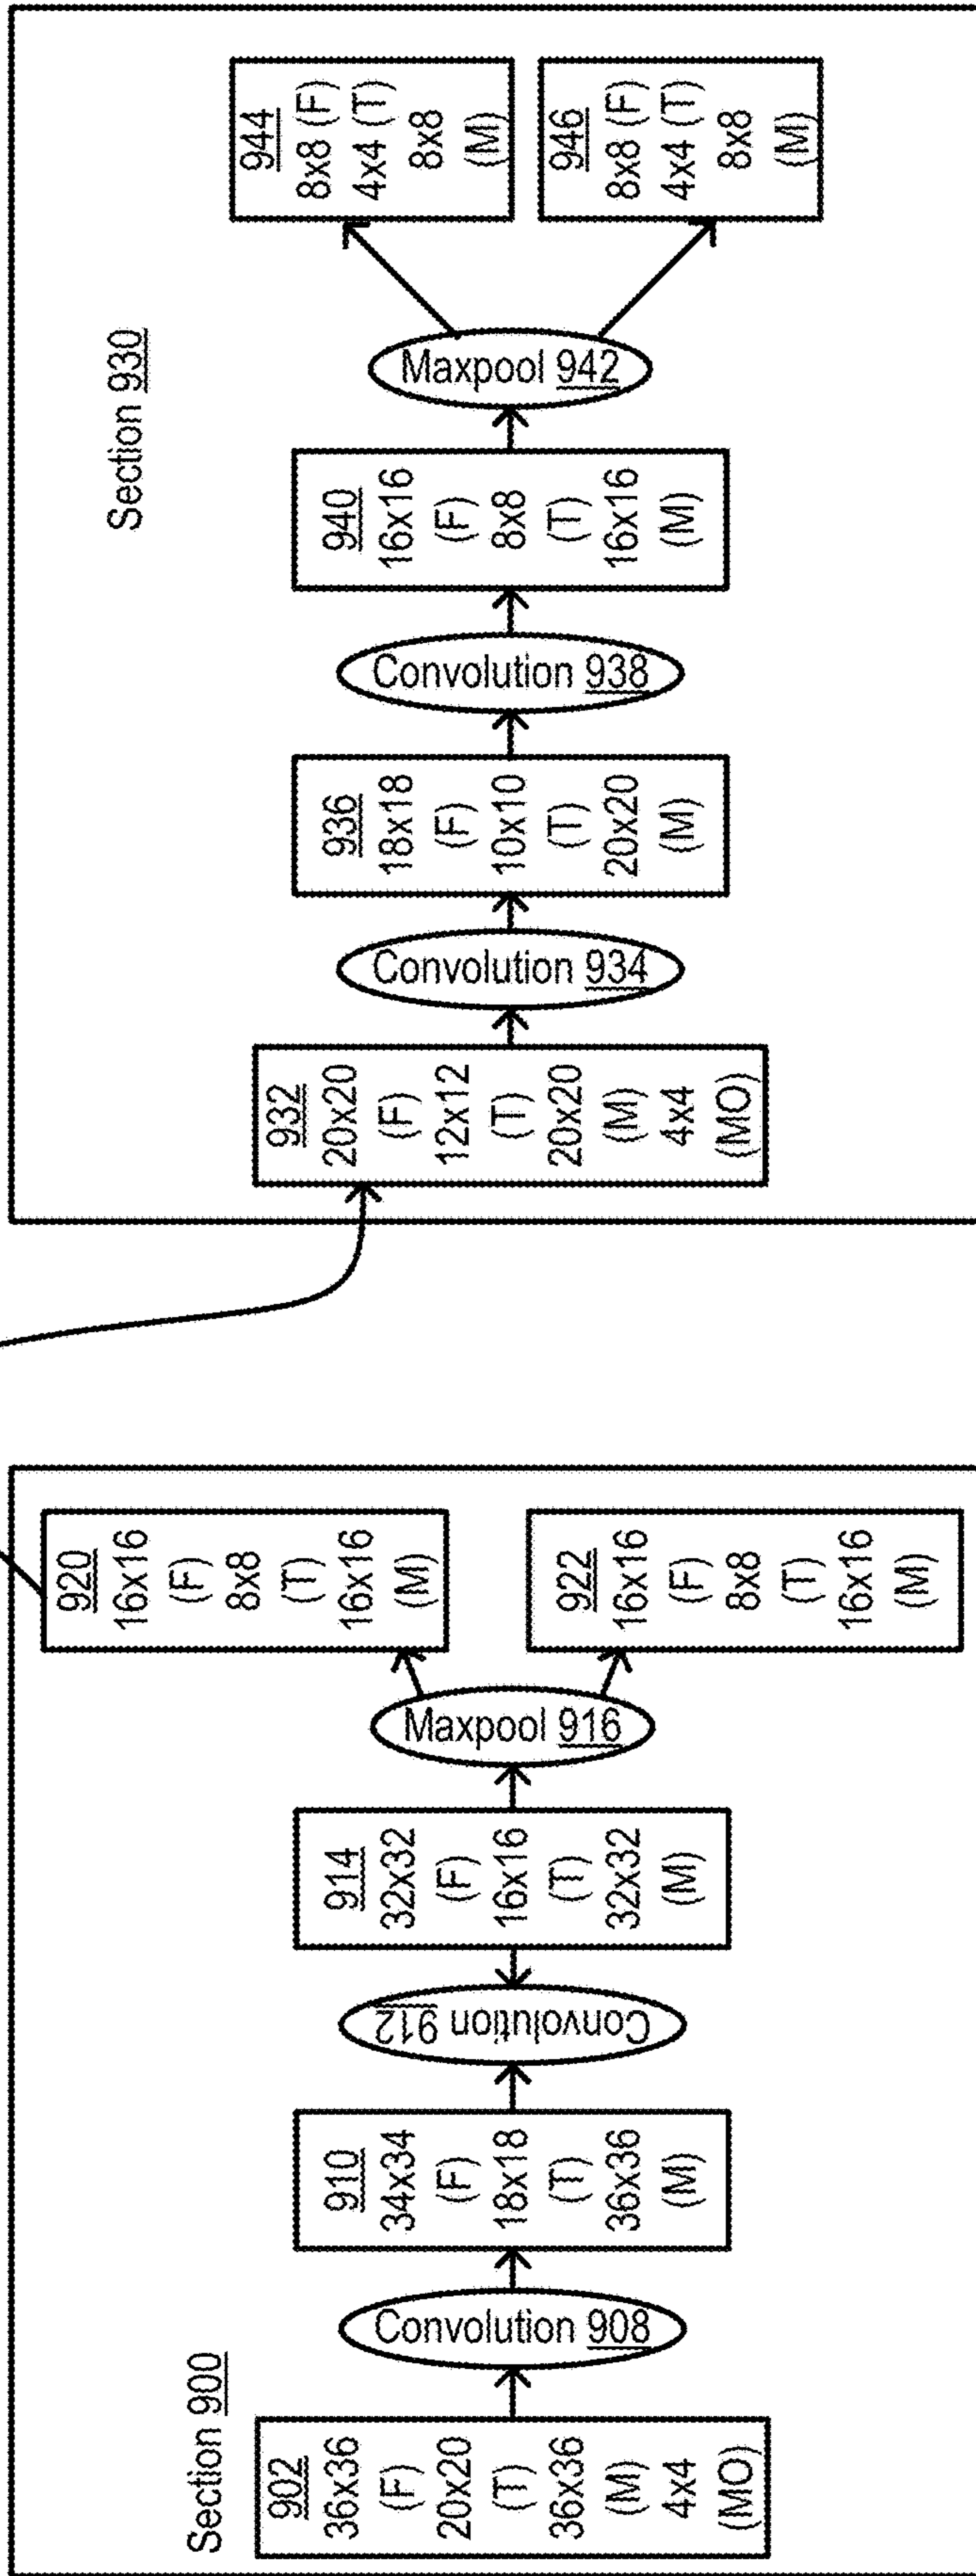 Section 900
902
36x36
(F)
20x20
(T)
36x36
(M)
4x4
(MO)
Convolution 908
910
34x34
(F)
18x18
(T)
36x36
(M)
Convolution 912
914
32x32
(F)
16x16
(T)
32x32
(M)
Maxpool 916
920
16x16
(F)
8x8
(T)
16x16
(M)
922
16x16
(F)
8x8
(T)
16x16
(M)
Section 930
932
20x20
(F)
12x12
(T)
20x20
(M)
4x4
(MO)
Convolution 934
936
18x18
(F)
10x10
(T)
20x20
(M)
Convolution 938
940
16x16
(F)
8x8
(T)
16x16
(M)
Maxpool 942
944
8x8 (F)
4x4 (T)
8x8
(M)
946
8x8 (F)
4x4 (T)
8x8
(M)